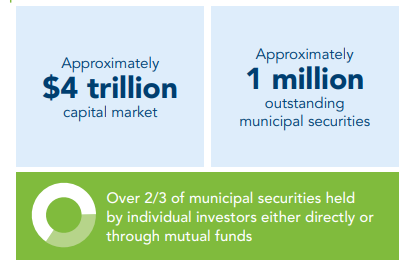 Approximately
$4 trillion
capital market
Approximately
1 million
outstanding
municipal securities
Over 2/3 of municipal securities held
by individual investors either directly or
through mutual funds